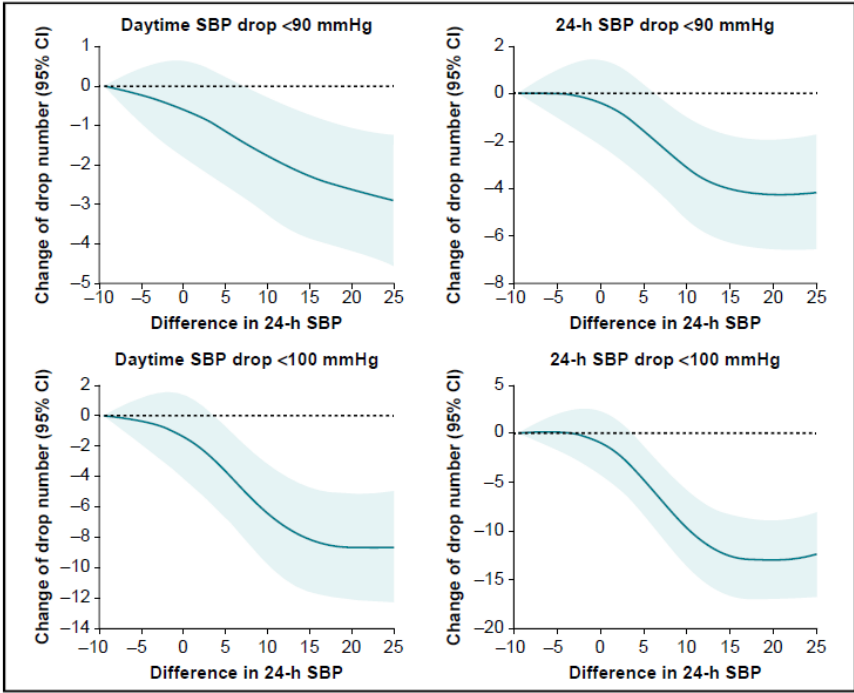 Daytime SBP drop <90 mmHg
Change of drop number (95% CI)
1
0
–1
–2
–3
–4
–5
–10 –5 0 5 10 15 20 25
Difference in 24-h SBP
24-h SBP drop <90 mmHg
Change of drop number (95% CI)
2
0
–2
–4
–6
–8
–10 –5 0 5 10 15 20 25
Difference in 24-h SBP
Daytime SBP drop <100 mmHg
Change of drop number (95% CI)
2
0
–2
–4
–6
–8
–10
–12
–14
–10 –5 0 5 10 15 20 25
Difference in 24-h SBP
24-h SBP drop <100 mmHg
Change of drop number (95% CI)
5
0
–5
–10
–15
–20
–10 –5 0 5 10 15 20 25
Difference in 24-h SBP